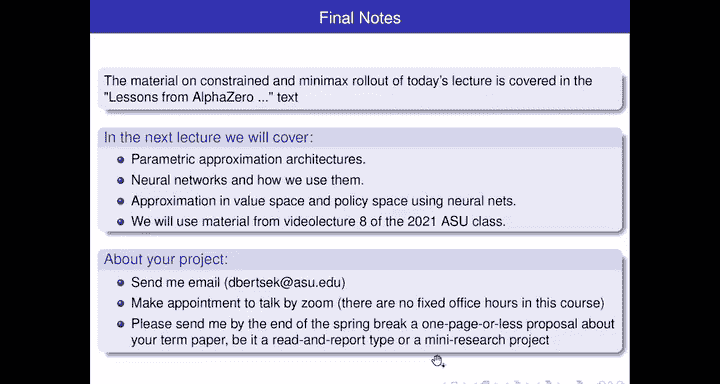 Final Notes
The material on constrained and minimax rollout of today's lecture is covered in the
"Lessons from AlphaZero ..." text
In the next lecture we will cover:
Parametric approximation architectures.
Neural networks and how we use them.
Approximation in value space and policy space using neural nets.
We will use material from videolecture 8 of the 2021 ASU class.
About your project:
Send me email (dbertsek@asu.edu)
Make appointment to talk by zoom (there are no fixed office hours in this course)
Please send me by the end of the spring break a one-page-or-less proposal about
your term paper, be it a read-and-report type or a mini-research project